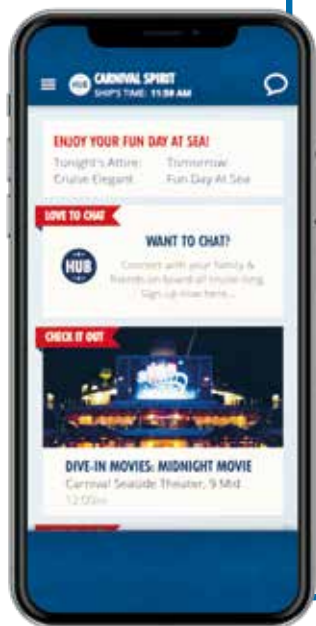 HUB
CARNIVAL SPIRIT
SHIP'S TIME: 11:59 AM
ENJOY YOUR FUN DAY AT SEA!
Tonight's Attire: Tomorrow
Cruise Elegant Fun Day At Sea
LOVE TO CHAT
WANT TO CHAT?
HUB
Connect with your family &
friends on board all cruise long.
Sign up now here...
CHECK IT OUT
DIVE-IN MOVIES: MIDNIGHT MOVIE
Carnival Seaside Theater, 9 Mid
12:00am